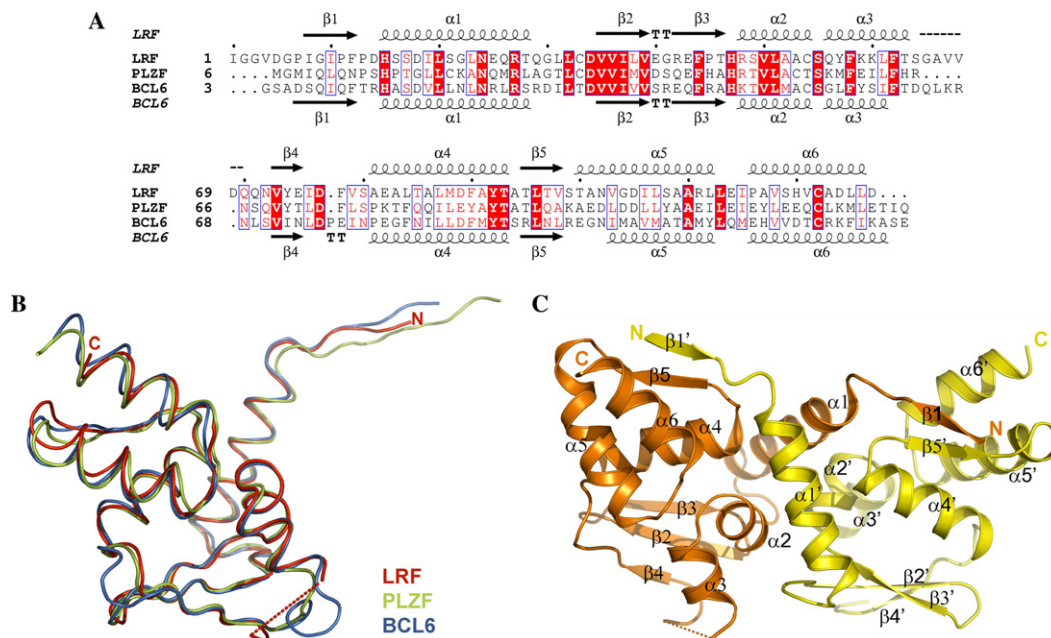 A
LRF β1 α1 β2 TT β3 α2 α3
LRF 1 IGGVDGPIGIPFPDHSSDILSGLNEQRTQGLLCDVVILVEGREFPTHRSVLAACSQYFKKLFTSGAVV
PLZF 6 ....MGMIQLQNPSHPTGLLCKANQMRLAGTLCDVVIMVDSQEFHAHRTVLACTSKMFEILFHR.....
BCL6 3 .GSADSQIQFTRHASDVLLNLNRLRSRDILTDVVIVVSREQFRAHKTVLMACSGLFYSIFTDQLKR
BCL6 β1 α1 β2 TT β3 α2 α3
LRF β4 α4 β5 α5 α6
LRF 69 DQQNVYEID.FVSAEALTALMDFAYTATLTVSTANVGDILSAARLLEIPAVSHVCADLLD....
PLZF 66 .NSQVYTLD.FLSPKTFQQILEYAYTATLQAKAEDLDDLLYAAEILEIEYLEEQCLKMLETIQ
BCL6 68 .NLSVINLDPEINPEGFNILLDFMYTSRLNLREGNIMAVMATAMYLQMEHVVDTCRKFIKASE
BCL6 β4 TT α4 β5 α5 α6
B
C
N
LRF
PLZF
BCL6
C
N
β1'
C
C
β5
α6'
α1
β1
α6
α4
N
α5
β5'
α5'
α2'
α1'
α4'
β3
α3'
α2
β2
β4
α3
β2'
β3'
β4'